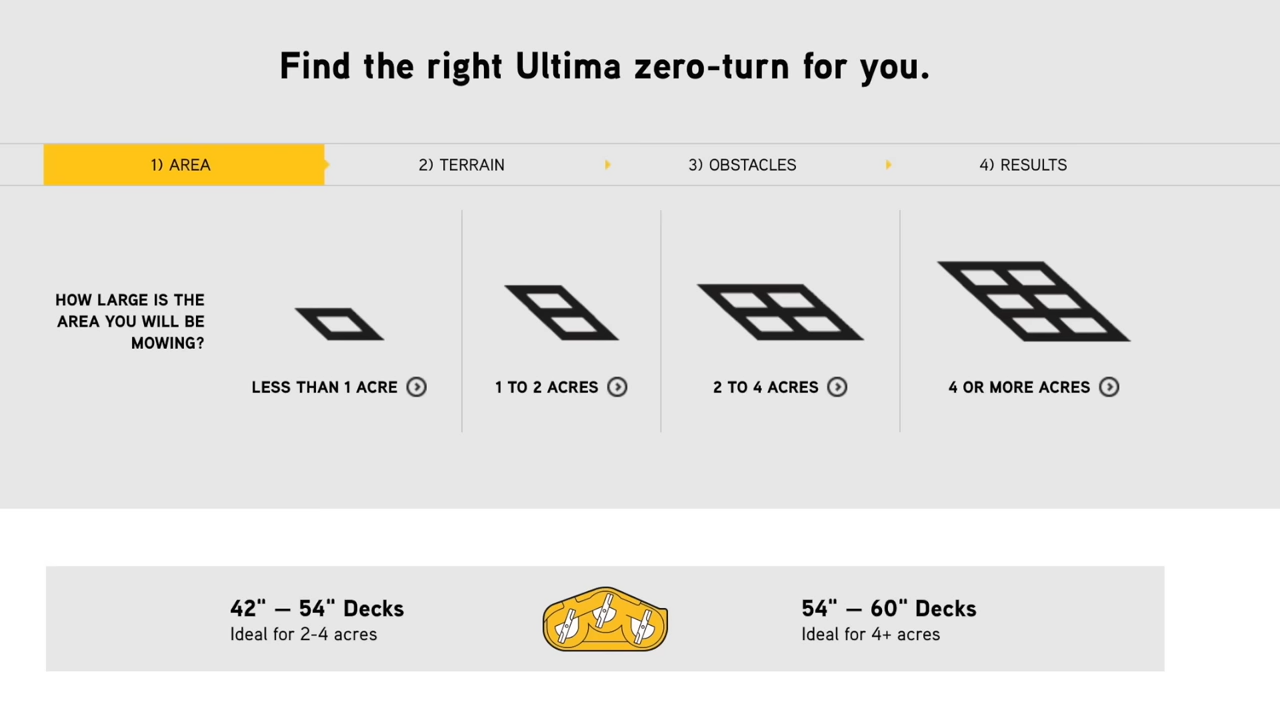 Find the right Ultima zero-turn for you.
1) AREA
2) TERRAIN
3) OBSTACLES
4) RESULTS
HOW LARGE IS THE
AREA YOU WILL BE
MOWING?
LESS THAN 1 ACRE
1 TO 2 ACRES
2 TO 4 ACRES
4 OR MORE ACRES
42" — 54" Decks
Ideal for 2-4 acres
54" — 60" Decks
Ideal for 4+ acres